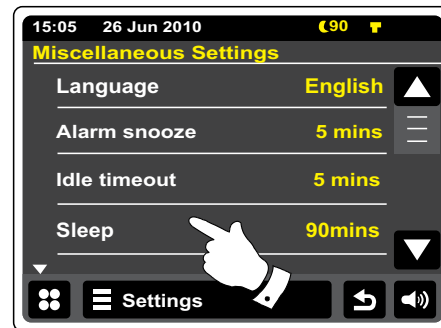 15:05 26 Jun 2010 90
Miscellaneous Settings
Language English
Alarm snooze 5 mins
Idle timeout 5 mins
Sleep 90mins
Settings